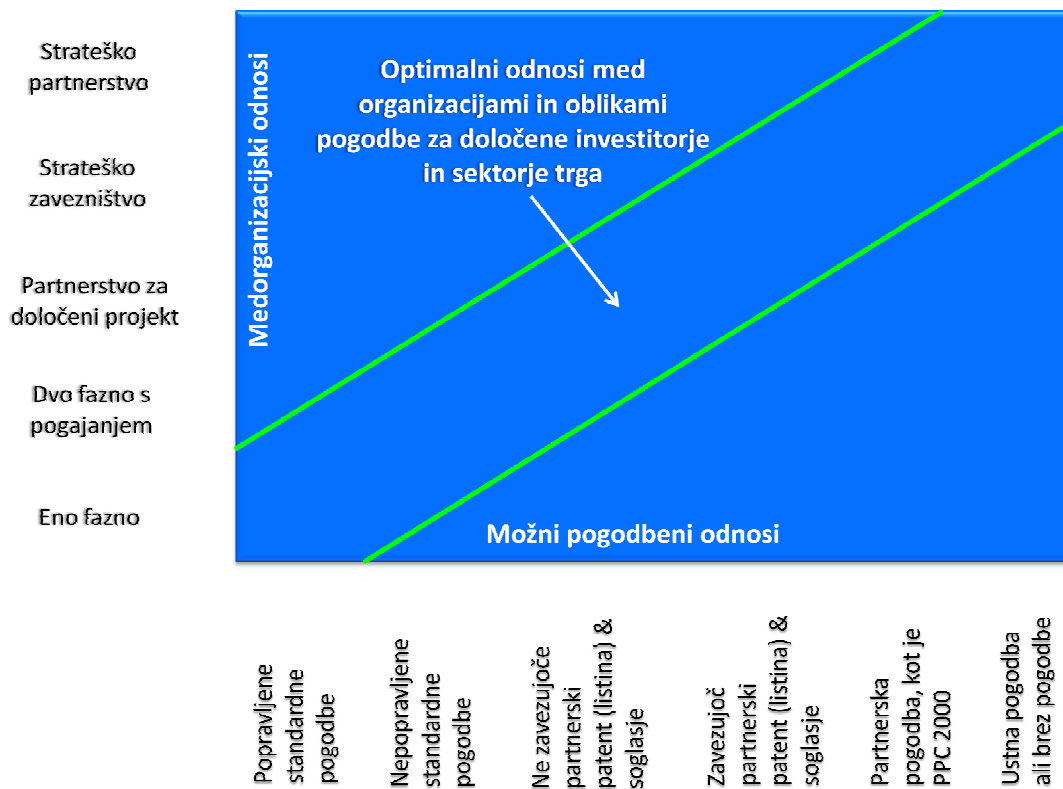 Strateško
partnerstvo
Strateško
zavezništvo
Partnerstvo za
določeni projekt
Dvo fazno s
pogajanjem
Eno fazno
Medorganizacijski odnosi
Optimalni odnosi med
organizacijami in oblikami
pogodbe za določene investitorje
in sektorje trga
Možni pogodbeni odnosi
Popravljene
standardne
pogodbe
Nepopravljene
standardne
pogodbe
Ne zavezujoče
partnerski
patent (listina) &
soglasje
Zavezujoč
partnerski
patent (listina) &
soglasje
Partnerska
pogodba, kot je
PPC 2000
Ustna pogodba
ali brez pogodbe